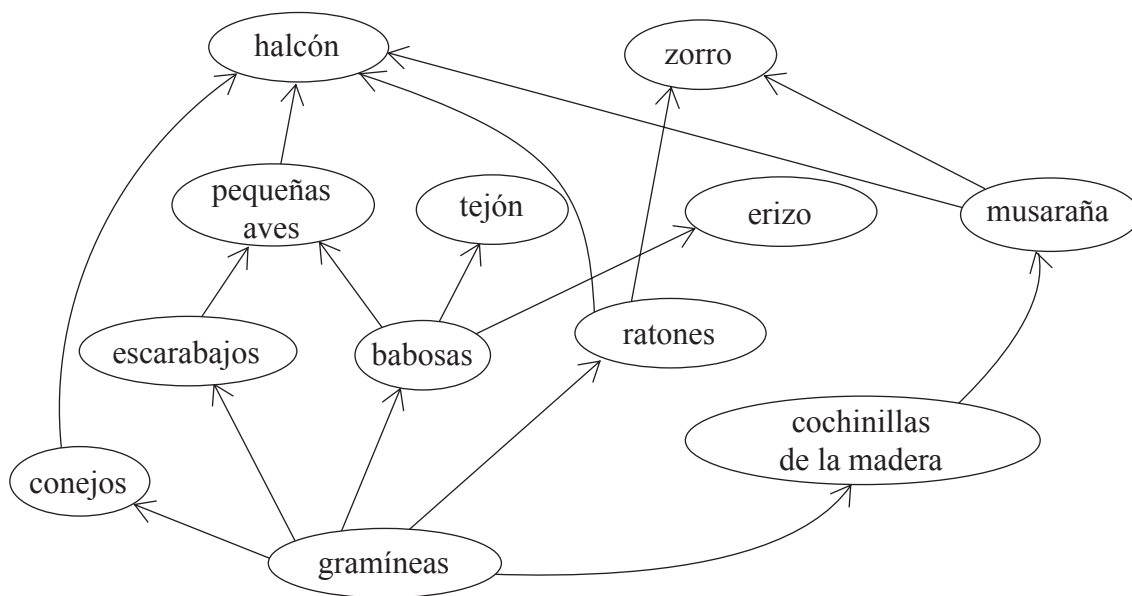 halcón
zorro
pequeñas
aves
tejón
erizo
musaraña
escarabajos
babosas
ratones
cochinillas
de la madera
conejos
gramíneas